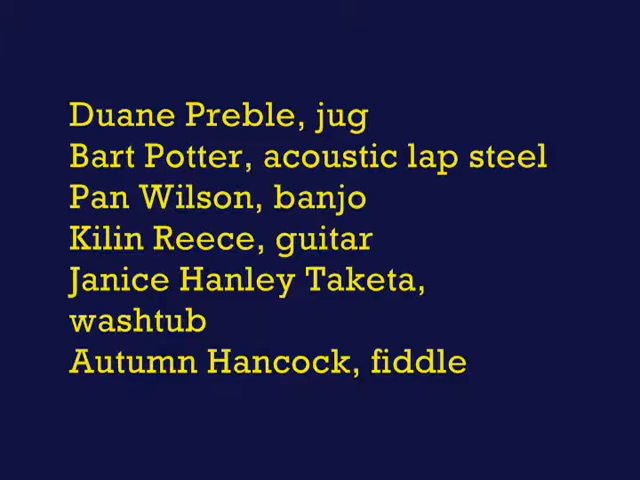 Duane Preble, jug
Bart Potter, acoustic lap steel
Pan Wilson, banjo
Kilin Reece, guitar
Janice Hanley Taketa,
washtub
Autumn Hancock, fiddle